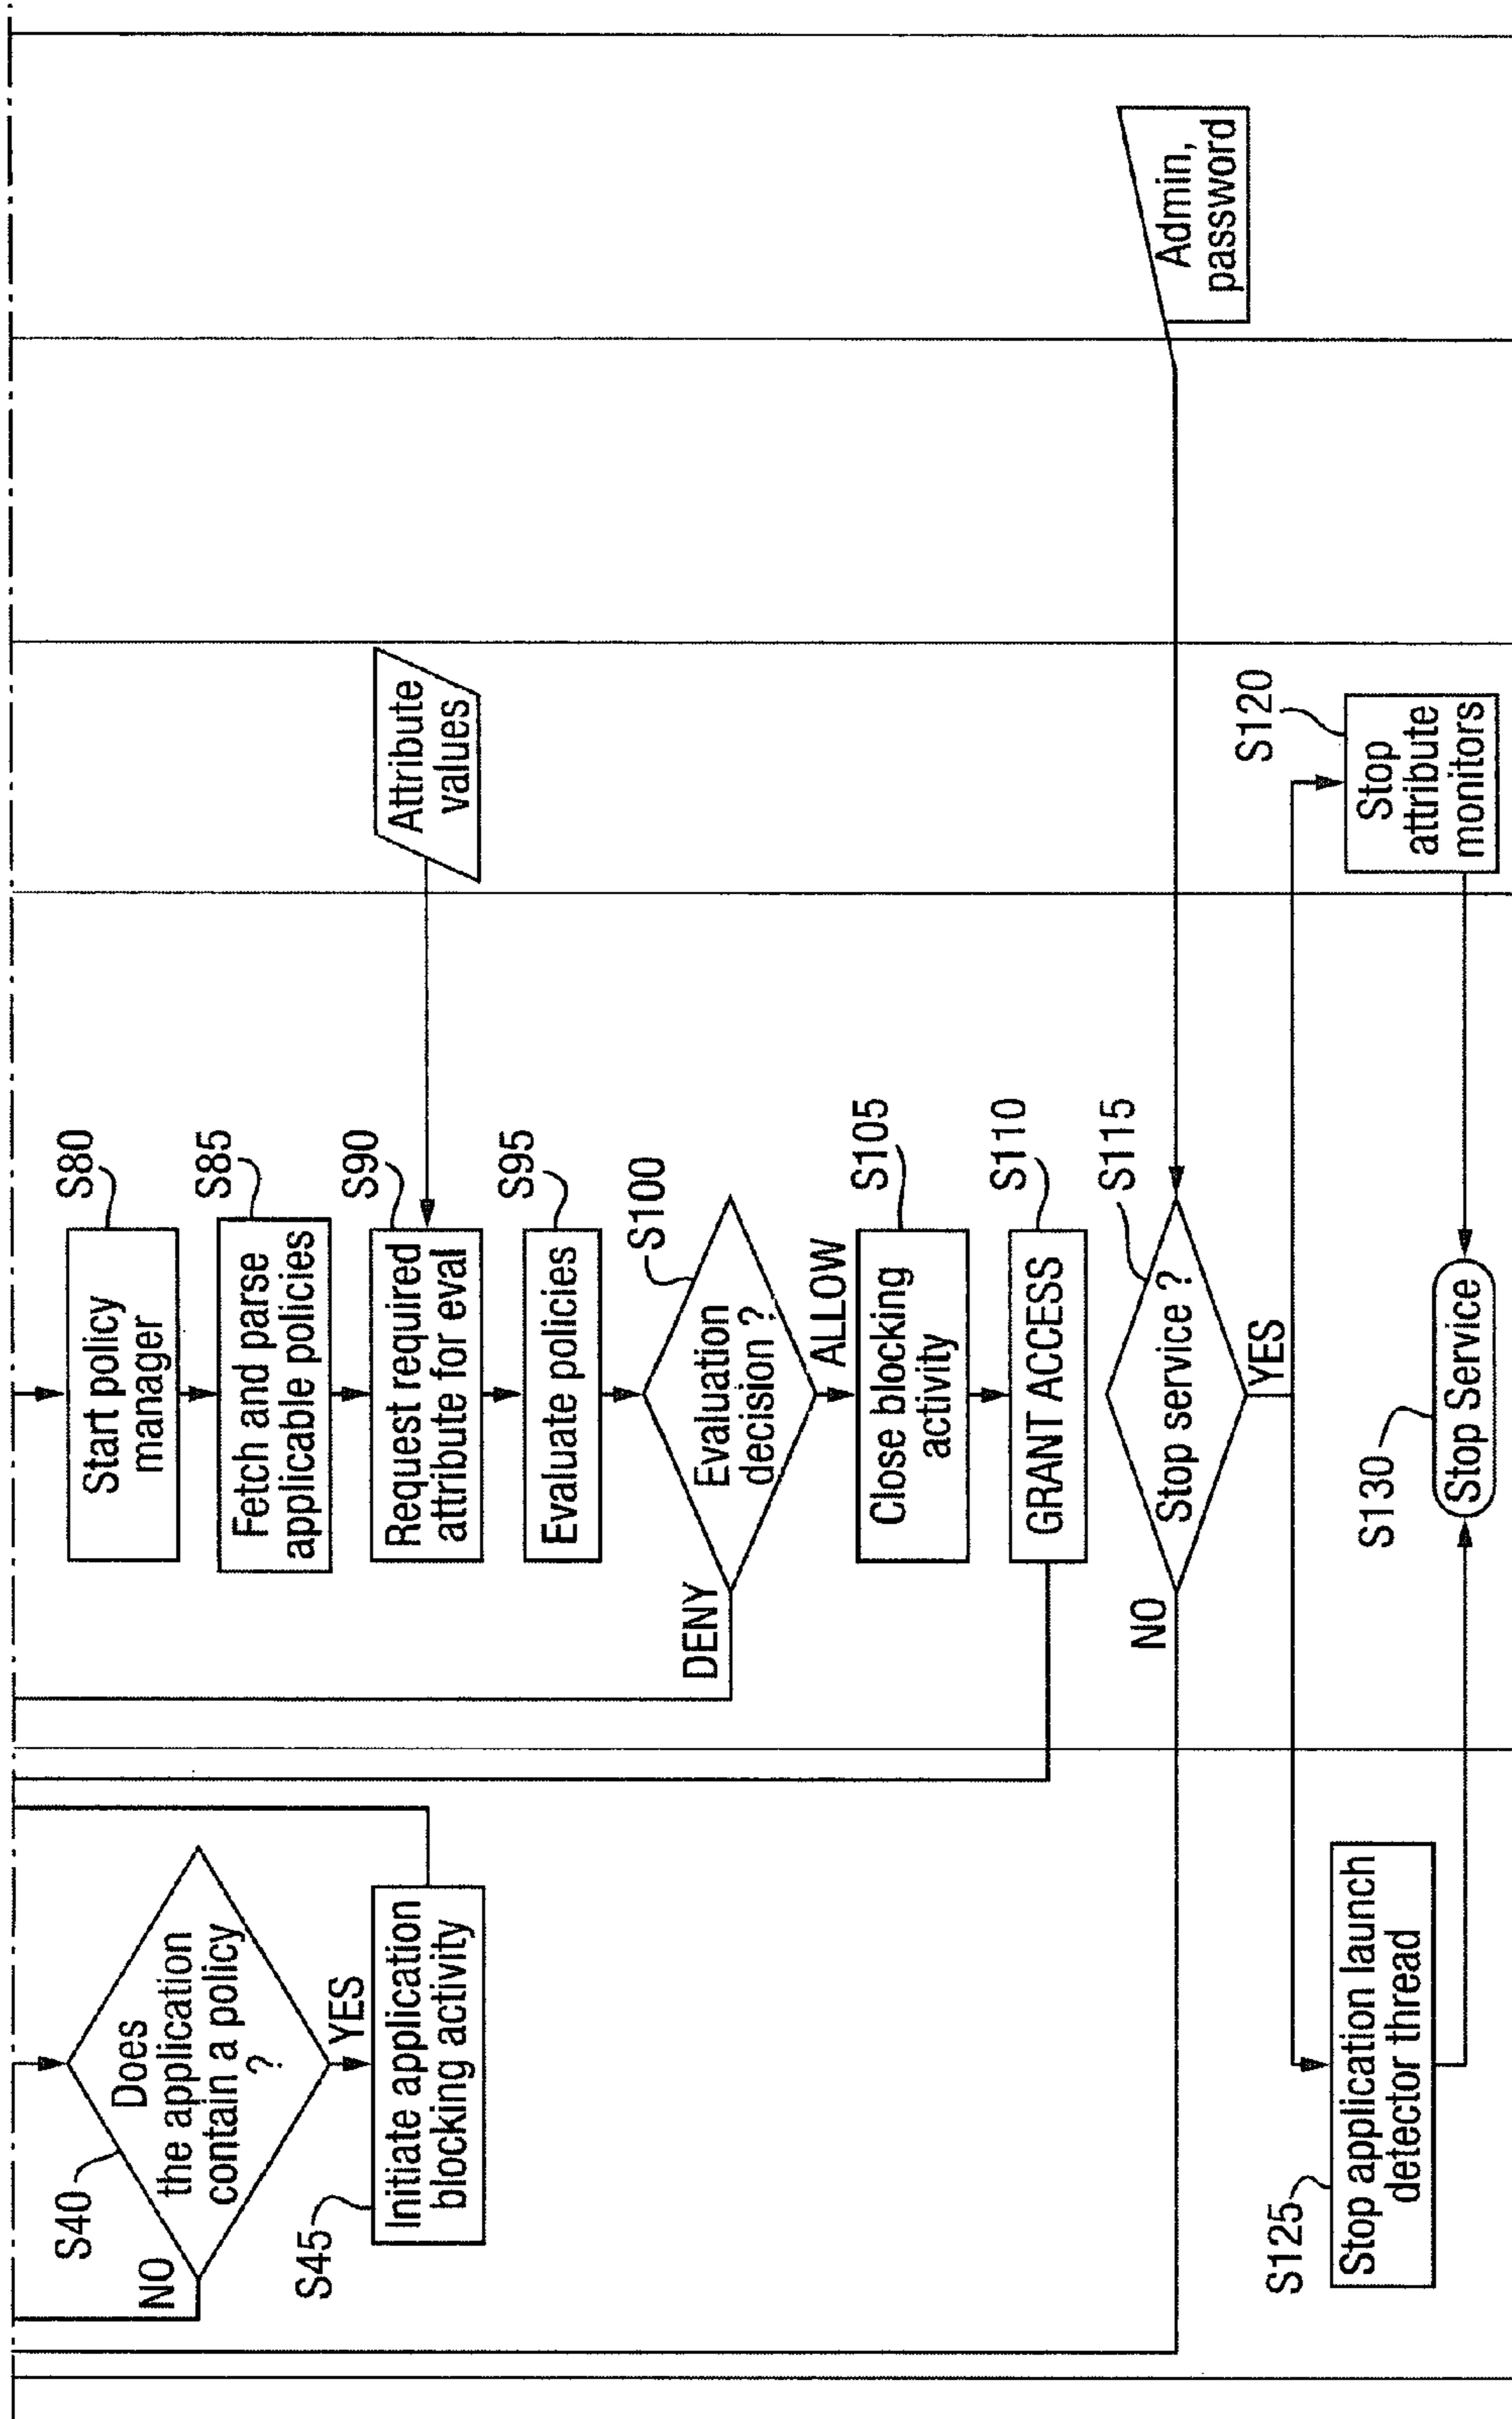 S40
Does
the application
contain a policy
?
NO
YES
S45
Initiate application
blocking activity
S80
Start policy
manager
S85
Fetch and parse
applicable policies
S90
Request required
attribute for eval
Attribute
values
S95
Evaluate policies
S100
Evaluation
decision ?
DENY
ALLOW
S105
Close blocking
activity
S110
GRANT ACCESS
S115
Stop service ?
NO
YES
Admin,
password
S120
Stop
attribute
monitors
S125
Stop application launch
detector thread
S130
Stop Service